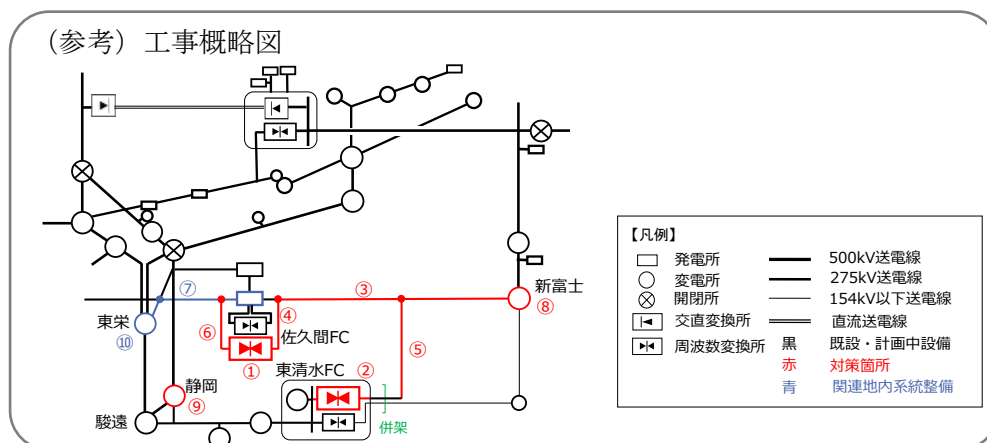 (参考)工事概略図
⑦
③
新富士
⑧
東栄
⑩
⑥
④
佐久間FC
①
⑤
静岡
⑨
東清水FC
②
駿遠
併架
【凡例】
発電所
変電所
開閉所
交直変換所
周波数変換所
500kV送電線
275kV送電線
154kV以下送電線
直流送電線
黒 既設・計画中設備
赤 対策箇所
青 関連地内系統整備